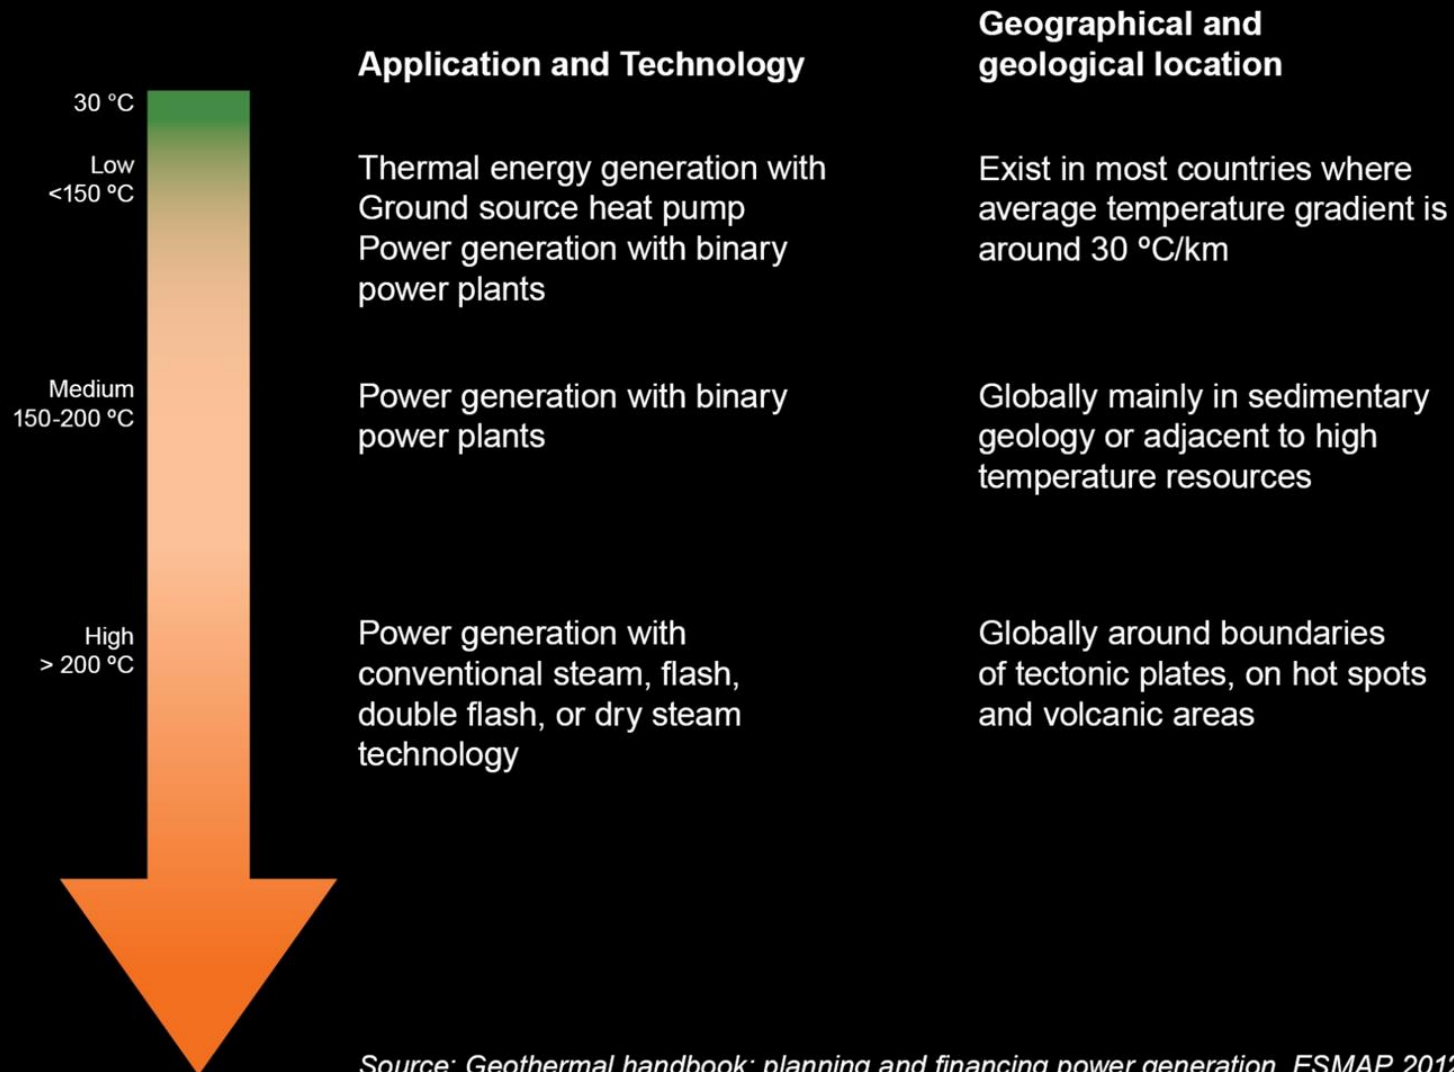 Application and Technology
Geographical and
geological location
30 °C
Low
<150 ºC
Thermal energy generation with
Ground source heat pump
Power generation with binary
power plants
Exist in most countries where
average temperature gradient is
around 30 ºC/km
Medium
150-200 ºC
Power generation with binary
power plants
Globally mainly in sedimentary
geology or adjacent to high
temperature resources
High
> 200 ºC
Power generation with
conventional steam, flash,
double flash, or dry steam
technology
Globally around boundaries
of tectonic plates, on hot spots
and volcanic areas
Source: Geothermal handbook: planning and financing power generation, ESMAP,